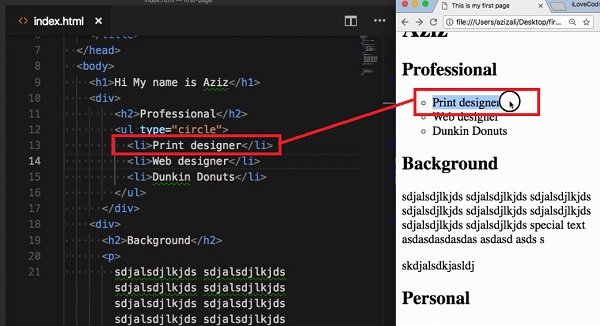 index.html — first-page
index.html
6 </title>
7 </head>
8 <body>
9 <h1>Hi My name is Aziz</h1>
10 <div>
11 <h2>Professional</h2>
12 <ul type="circle">
13 <li>Print designer</li>
14 <li>Web designer</li>
15 <li>Dunkin Donuts</li>
16 </ul>
17 </div>
18 <div>
19 <h2>Background</h2>
20 <p>
21 sdjalsdjlkjds sdjalsdjlkjds
sdjalsdjlkjds sdjalsdjlkjds
sdjalsdjlkjds sdjalsdjlkjds
sdjalsdjlkjds sdjalsdjlkjds
This is my first page
iLoveCodi
file:///Users/azizali/Desktop/fir
Aziz
Professional
Print designer
Web designer
Dunkin Donuts
Background
sdjalsdjlkjds sdjalsdjlkjds sdjalsdjlkjds
sdjalsdjlkjds sdjalsdjlkjds sdjalsdjlkjds
sdjalsdjlkjds sdjalsdjlkjds special text
asdasdasdasdas asdasd asds s
skdjalsdkjasldj
Personal